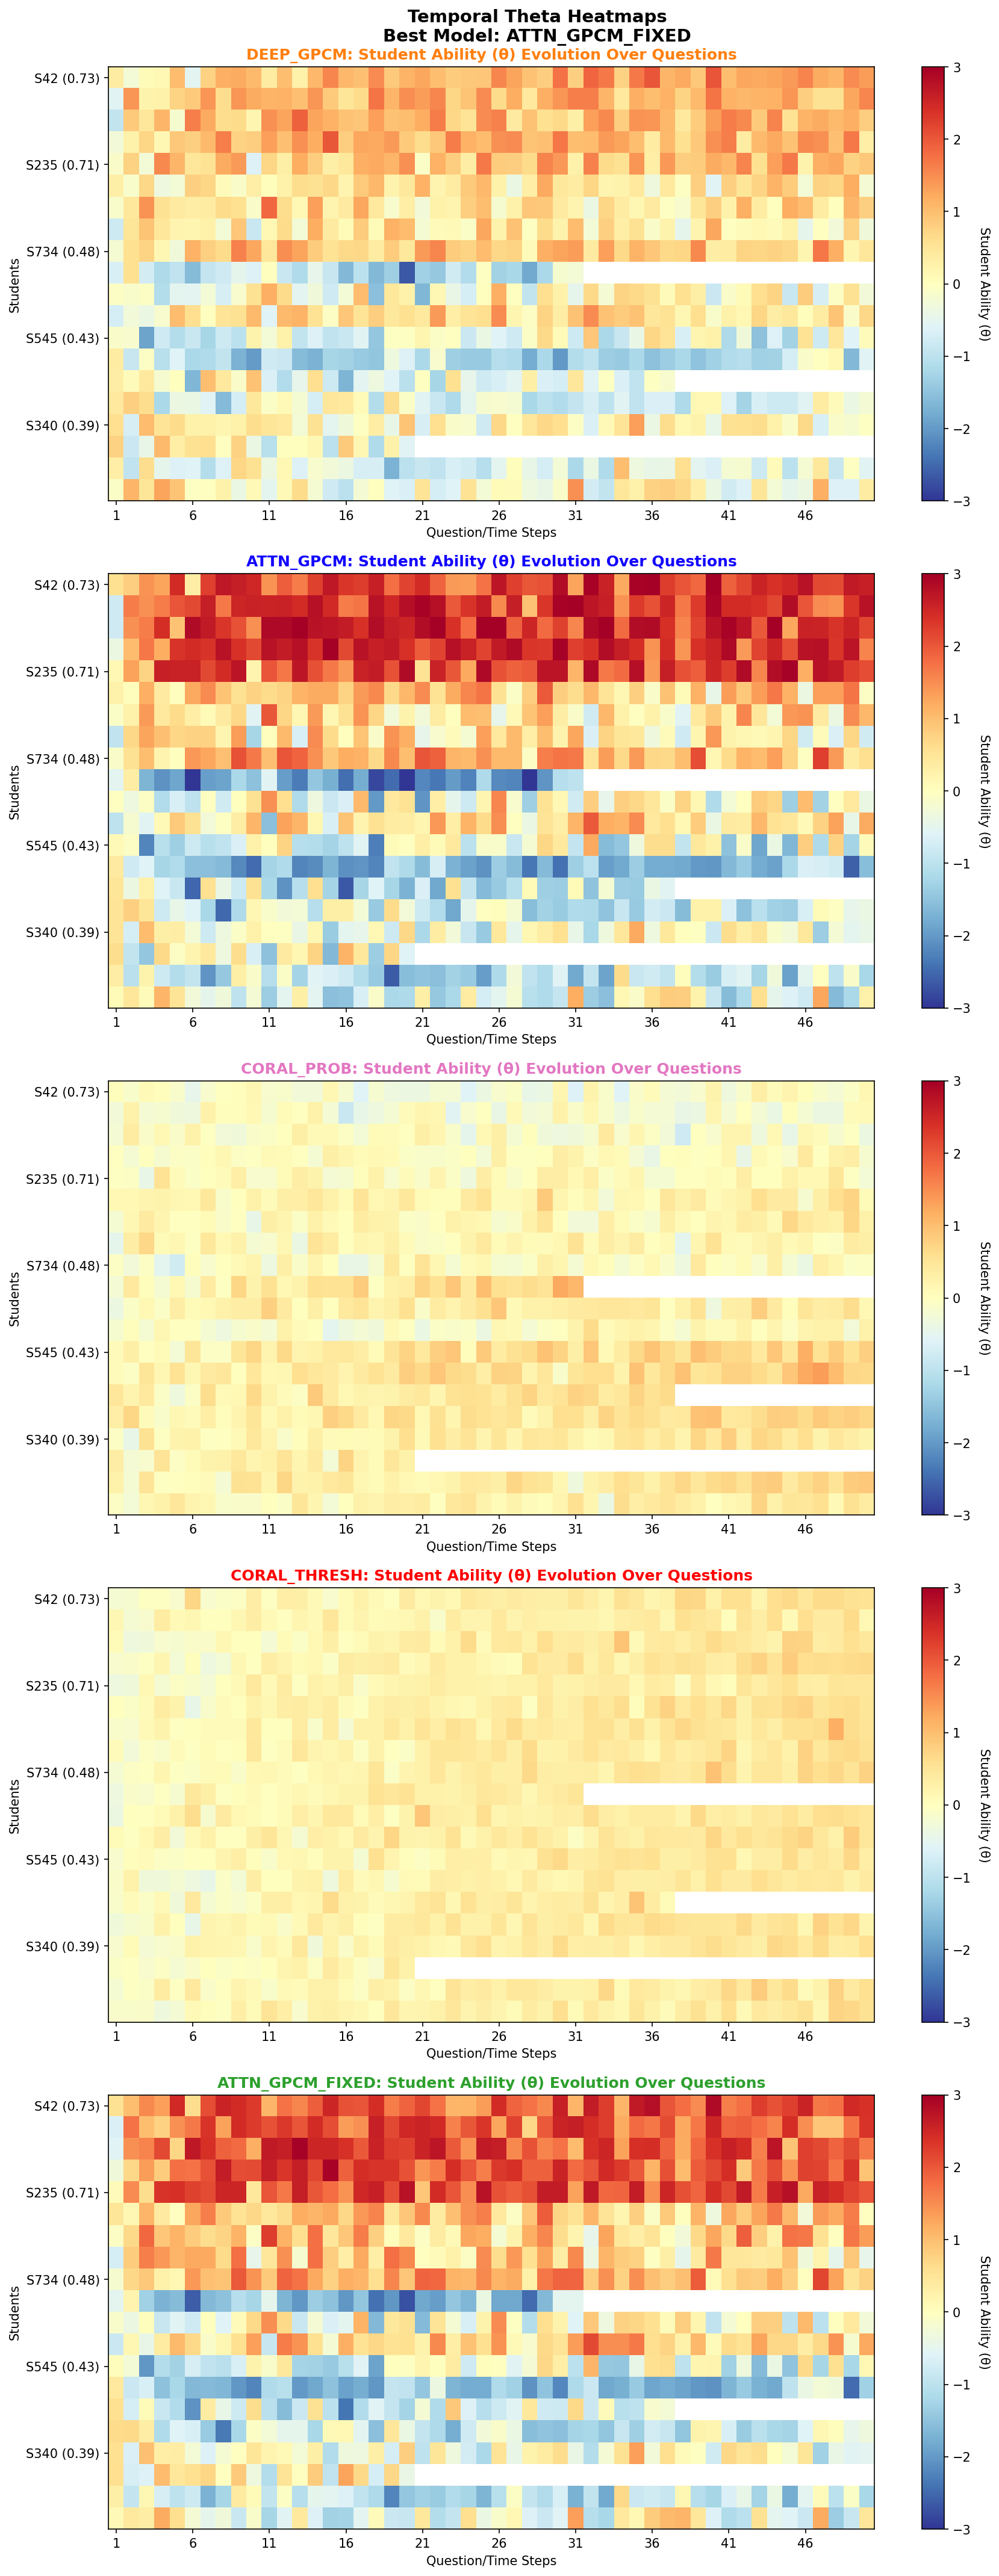 Temporal Theta Heatmaps
Best Model: ATTN_GPCM_FIXED
DEEP_GPCM: Student Ability (θ) Evolution Over Questions
S42 (0.73)
S235 (0.71)
S734 (0.48)
S545 (0.43)
S340 (0.39)
Students
1 6 11 16 21 26 31 36 41 46
Question/Time Steps
3
2
1
0
−1
−2
−3
Student Ability (θ)
ATTN_GPCM: Student Ability (θ) Evolution Over Questions
S42 (0.73)
S235 (0.71)
S734 (0.48)
S545 (0.43)
S340 (0.39)
Students
1 6 11 16 21 26 31 36 41 46
Question/Time Steps
3
2
1
0
−1
−2
−3
Student Ability (θ)
CORAL_PROB: Student Ability (θ) Evolution Over Questions
S42 (0.73)
S235 (0.71)
S734 (0.48)
S545 (0.43)
S340 (0.39)
Students
1 6 11 16 21 26 31 36 41 46
Question/Time Steps
3
2
1
0
−1
−2
−3
Student Ability (θ)
CORAL_THRESH: Student Ability (θ) Evolution Over Questions
S42 (0.73)
S235 (0.71)
S734 (0.48)
S545 (0.43)
S340 (0.39)
Students
1 6 11 16 21 26 31 36 41 46
Question/Time Steps
3
2
1
0
−1
−2
−3
Student Ability (θ)
ATTN_GPCM_FIXED: Student Ability (θ) Evolution Over Questions
S42 (0.73)
S235 (0.71)
S734 (0.48)
S545 (0.43)
S340 (0.39)
Students
1 6 11 16 21 26 31 36 41 46
Question/Time Steps
3
2
1
0
−1
−2
−3
Student Ability (θ)